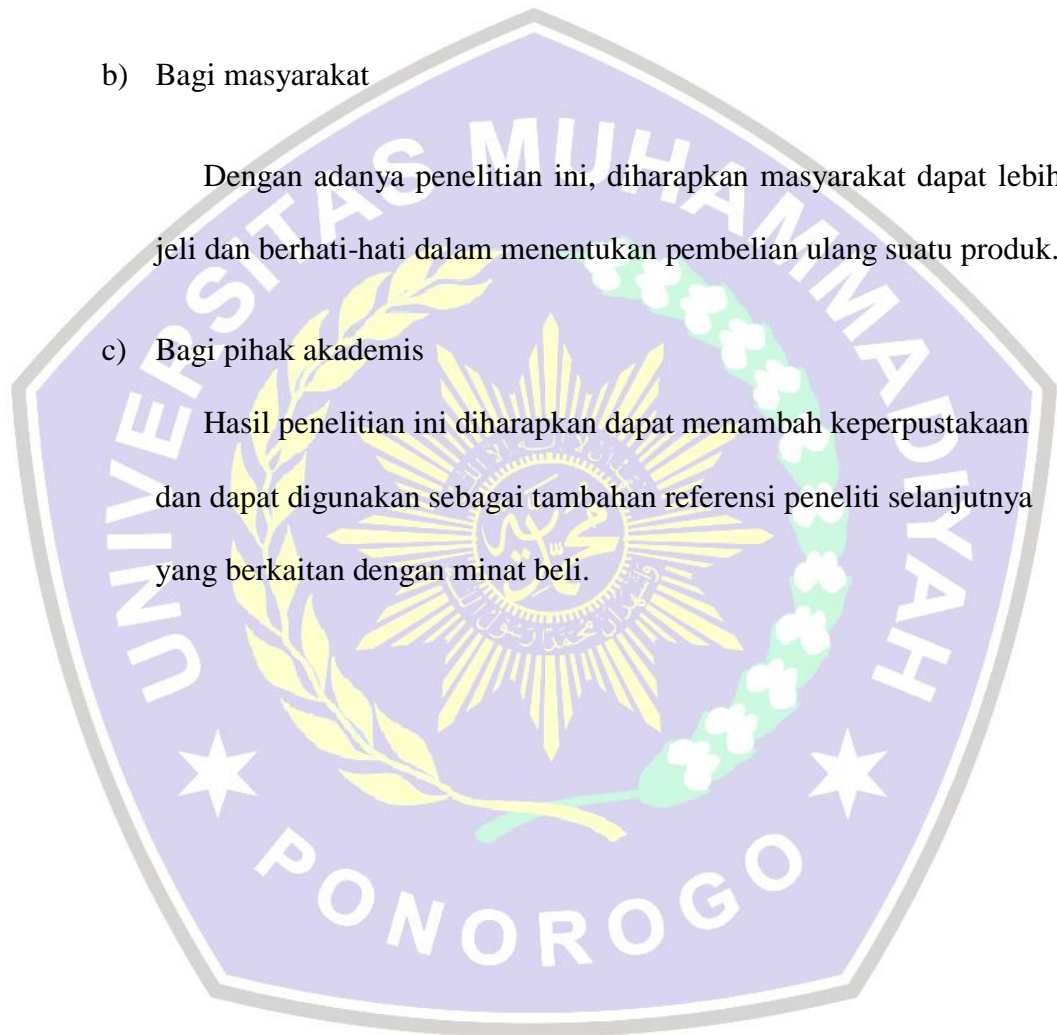 b) Bagi masyarakat
Dengan adanya penelitian ini, diharapkan masyarakat dapat lebih
jeli dan berhati-hati dalam menentukan pembelian ulang suatu produk.
c) Bagi pihak akademis
Hasil penelitian ini diharapkan dapat menambah keperpustakaan
dan dapat digunakan sebagai tambahan referensi peneliti selanjutnya
yang berkaitan dengan minat beli.
UNIVERSITAS MUHAMMADIYAH
PONOROGO
محمدية